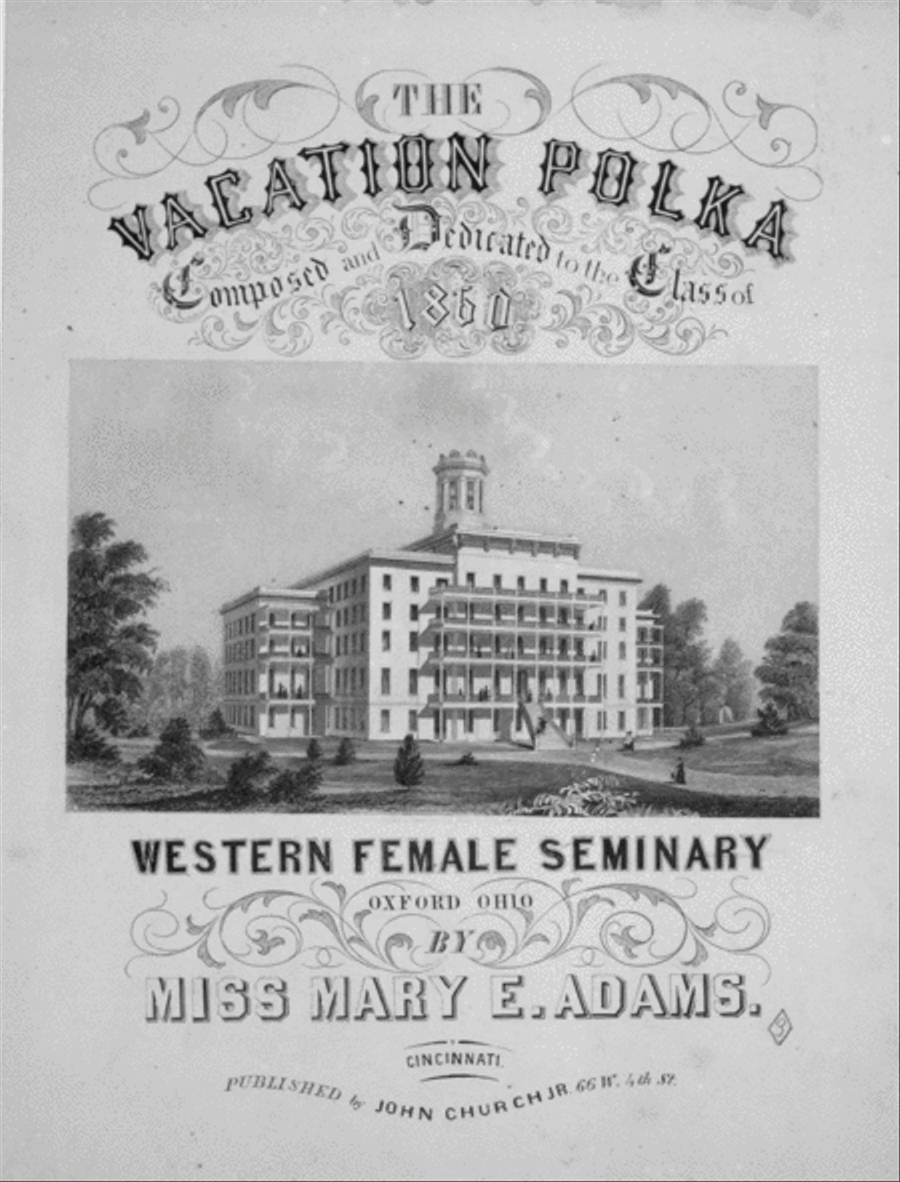 THE
VACATION POLKA
Composed and Dedicated to the Class of
1860
WESTERN FEMALE SEMINARY
OXFORD OHIO
BY
MISS MARY E. ADAMS.
3
CINCINNATI.
PUBLISHED by JOHN CHURCH JR. 66 W. 4th St.